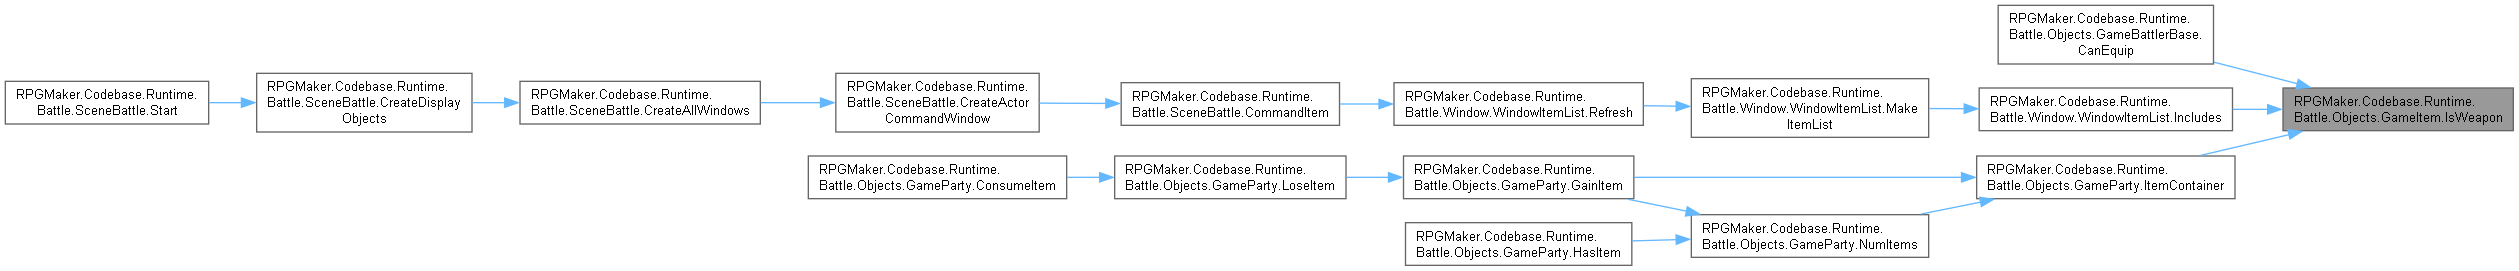 RPGMaker.Codebase.Runtime.
Battle.Objects.GameBattlerBase.
CanEquip
RPGMaker.Codebase.Runtime.
Battle.SceneBattle.Start
RPGMaker.Codebase.Runtime.
Battle.SceneBattle.CreateDisplay
Objects
RPGMaker.Codebase.Runtime.
Battle.SceneBattle.CreateAllWindows
RPGMaker.Codebase.Runtime.
Battle.SceneBattle.CreateActor
CommandWindow
RPGMaker.Codebase.Runtime.
Battle.SceneBattle.CommandItem
RPGMaker.Codebase.Runtime.
Battle.Window.WindowItemList.Refresh
RPGMaker.Codebase.Runtime.
Battle.Window.WindowItemList.Make
ItemList
RPGMaker.Codebase.Runtime.
Battle.Window.WindowItemList.Includes
RPGMaker.Codebase.Runtime.
Battle.Objects.GameItem.IsWeapon
RPGMaker.Codebase.Runtime.
Battle.Objects.GameParty.ConsumeItem
RPGMaker.Codebase.Runtime.
Battle.Objects.GameParty.LoseItem
RPGMaker.Codebase.Runtime.
Battle.Objects.GameParty.GainItem
RPGMaker.Codebase.Runtime.
Battle.Objects.GameParty.ItemContainer
RPGMaker.Codebase.Runtime.
Battle.Objects.GameParty.HasItem
RPGMaker.Codebase.Runtime.
Battle.Objects.GameParty.NumItems